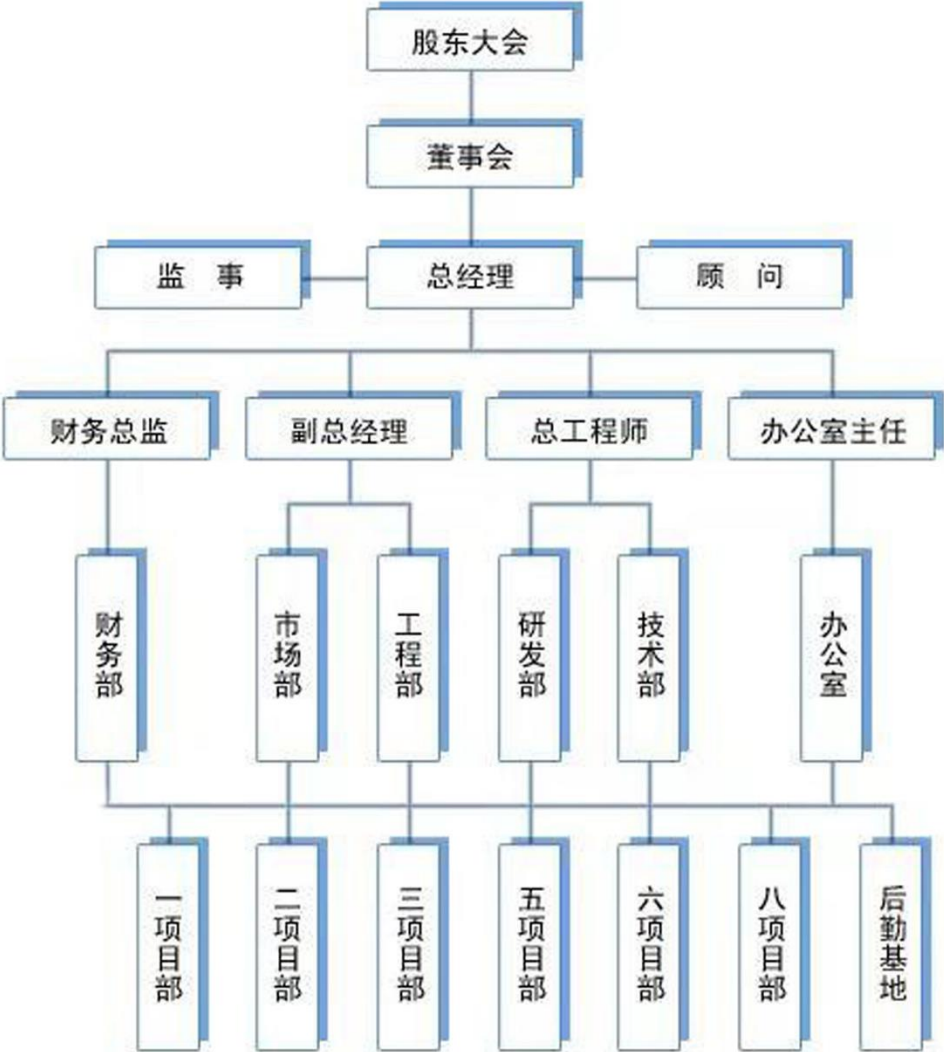 股东大会
董事会
监 事
总经理
顾 问
财务总监
副总经理
总工程师
办公室主任
财务部
市场部
工程部
研发部
技术部
办公室
一项目部
二项目部
三项目部
五项目部
六项目部
八项目部
后勤基地